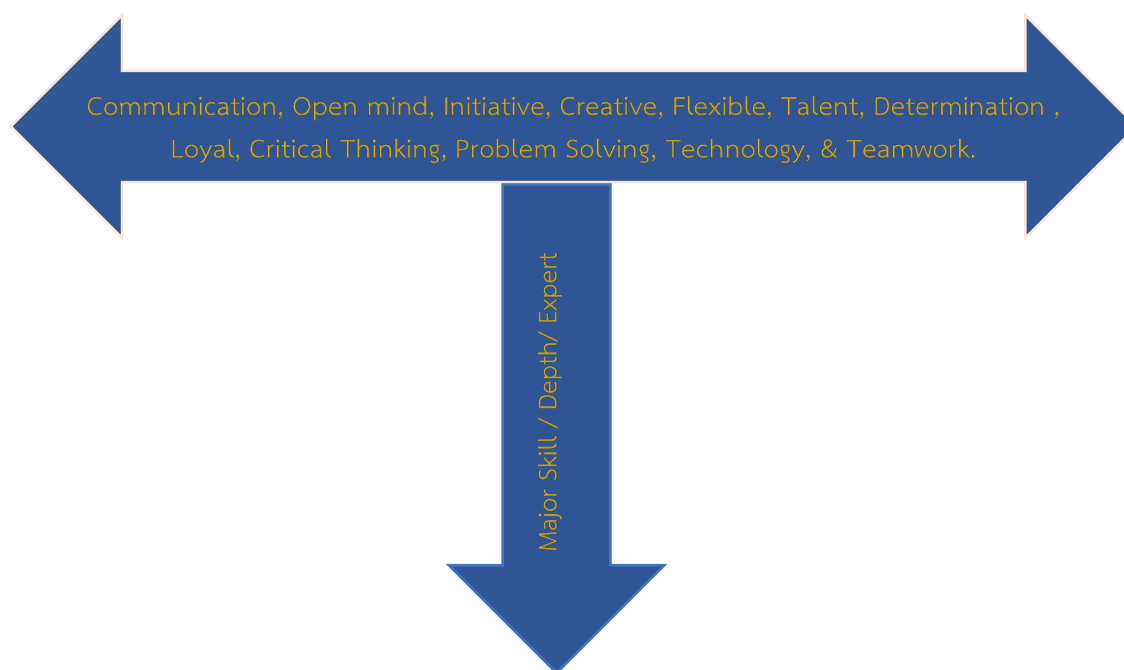 Communication, Open mind, Initiative, Creative, Flexible, Talent, Determination ,
Loyal, Critical Thinking, Problem Solving, Technology, & Teamwork.
Major Skill / Depth/ Expert